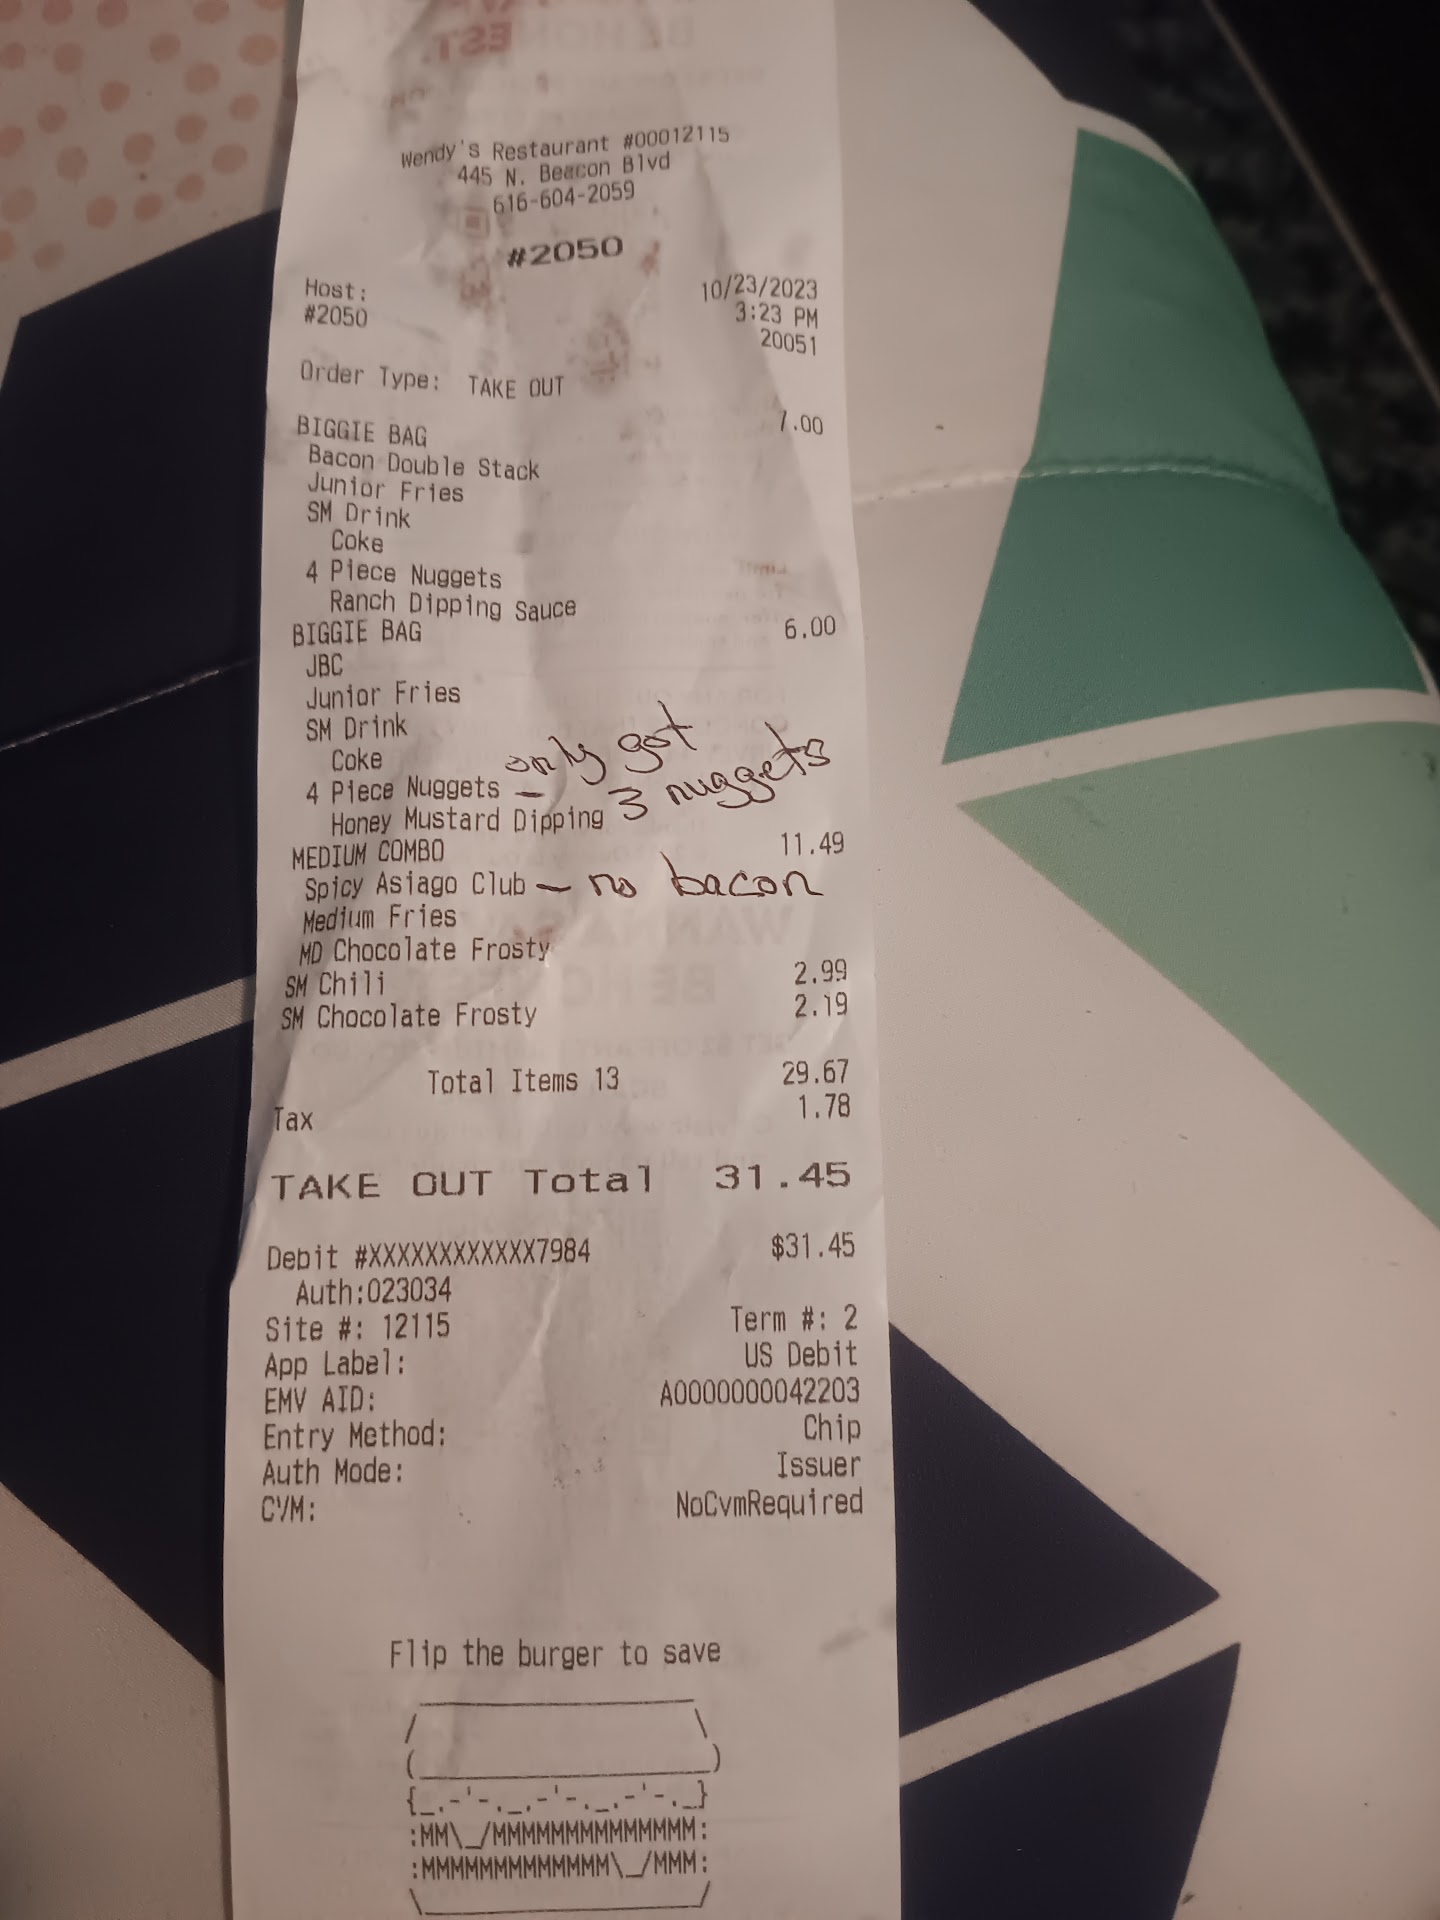 Wendy's Restaurant #00012115
445 N. Beacon Blvd
616-604-2059
#2050
Host: 10/23/2023
#2050 3:23 PM
20051
Order Type: TAKE OUT
BIGGIE BAG 7.00
Bacon Double Stack
Junior Fries
SM Drink
Coke
4 Piece Nuggets
Ranch Dipping Sauce
BIGGIE BAG 6.00
JBC
Junior Fries
SM Drink
Coke
4 Piece Nuggets – only got 3 nuggets
Honey Mustard Dipping
MEDIUM COMBO 11.49
Spicy Asiago Club – no bacon
Medium Fries
MD Chocolate Frosty
SM Chili 2.99
SM Chocolate Frosty 2.19
Total Items 13 29.67
Tax 1.78
TAKE OUT Total 31.45
Debit #XXXXXXXXXXXX7984 $31.45
Auth:023034
Site #: 12115 Term #: 2
App Label: US Debit
EMV AID: A0000000042203
Entry Method: Chip
Auth Mode: Issuer
CVM: NoCvmRequired
Flip the burger to save